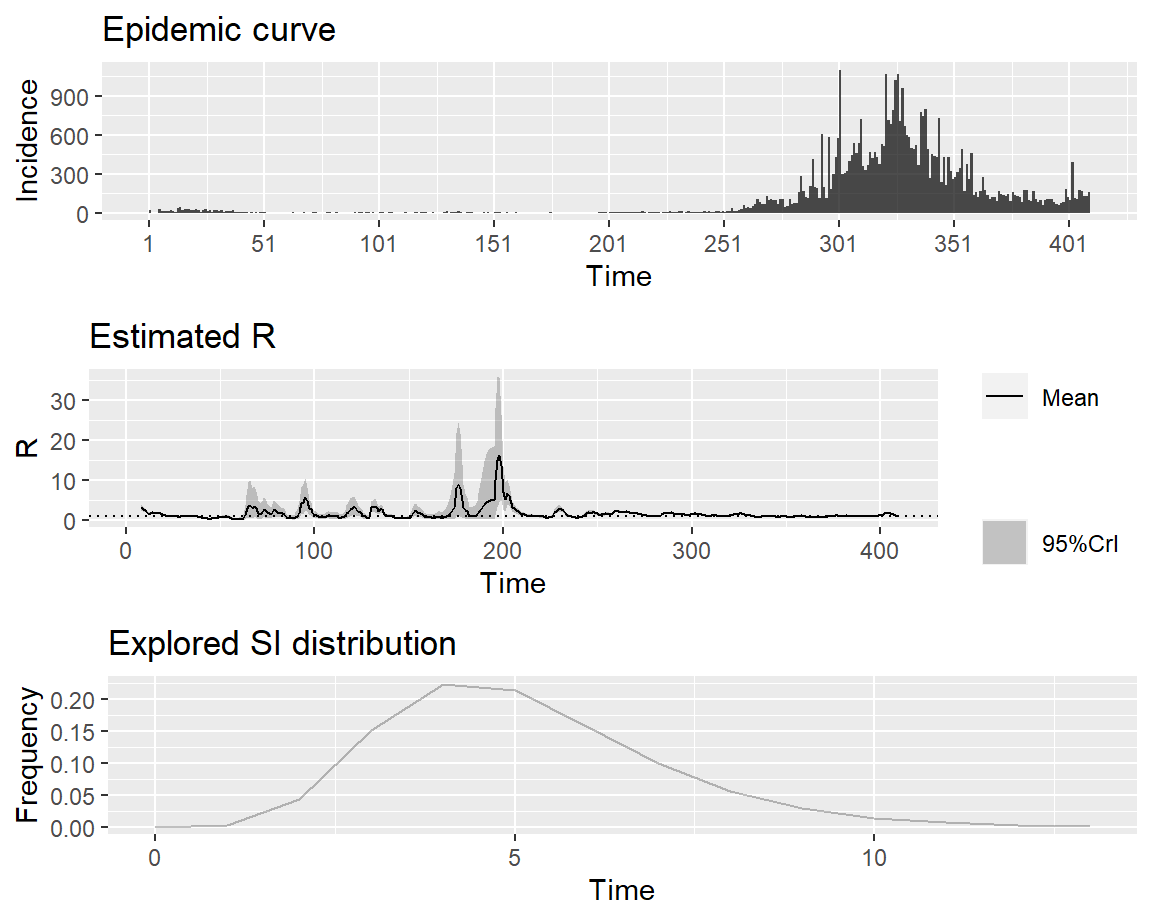 Epidemic curve
Incidence
900
600
300
0
1 51 101 151 201 251 301 351 401
Time
Estimated R
R
30
20
10
0
0 100 200 300 400
Time
Mean
95%CrI
Explored SI distribution
Frequency
0.20
0.15
0.10
0.05
0.00
0 5 10
Time